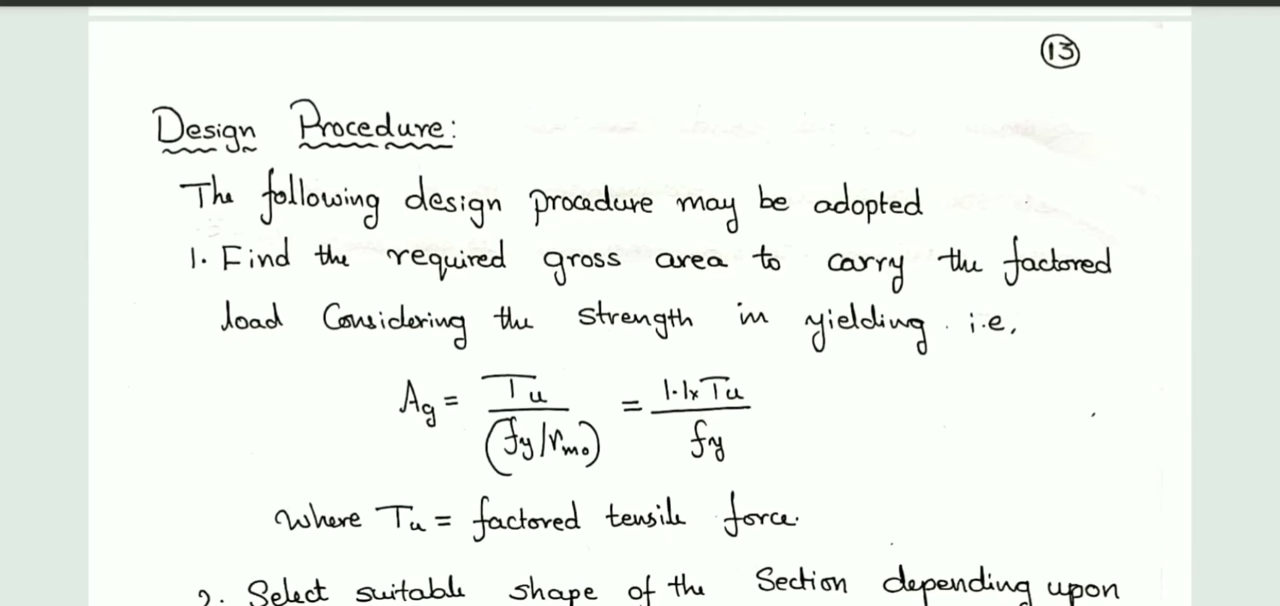 13
Design Procedure:
The following design procedure may be adopted
1. Find the required gross area to carry the factored
load Considering the strength in yielding. i.e,
Ag = Tu / (fy/γmo) = 1.1x Tu / fy
where Tu = factored tensile force.
2. Select suitable shape of the Section depending upon